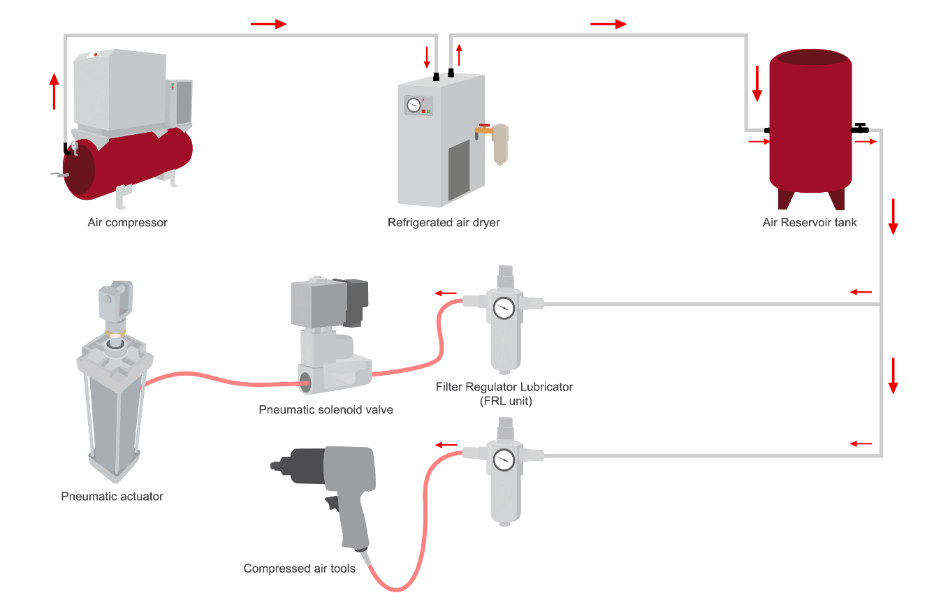 Air compressor
Refrigerated air dryer
Air Reservoir tank
Filter Regulator Lubricator
(FRL unit)
Pneumatic solenoid valve
Pneumatic actuator
Compressed air tools